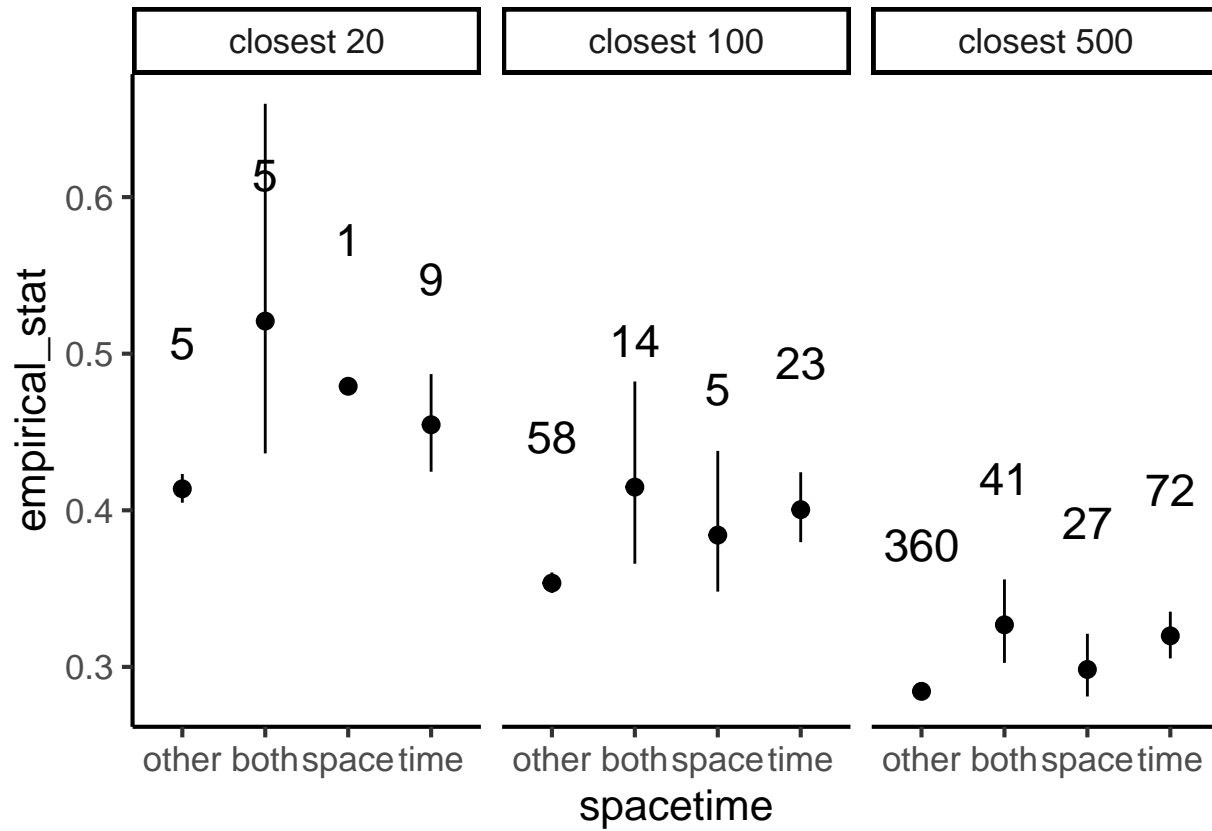 closest 20 closest 100 closest 500
empirical_stat
0.6
0.5
0.4
0.3
5 5 1 9
58 14 5 23
360 41 27 72
other both space time other both space time other both space time
spacetime